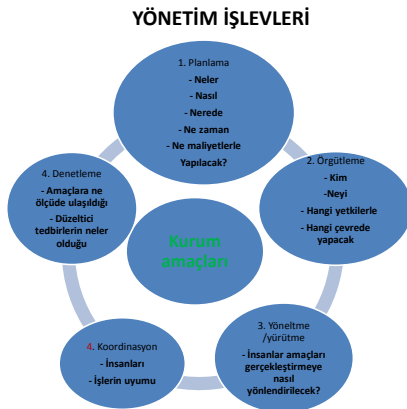 YÖNETİM İŞLEVLERİ
1. Planlama
- Neler
- Nasıl
- Nerede
- Ne zaman
- Ne maliyetlerle
Yapılacak?
2. Örgütleme
- Kim
-Neyi
- Hangi yetkilerle
- Hangi çevrede
yapacak
3. Yöneltme
/yürütme
- İnsanlar amaçları
gerçekleştirmeye
nasıl
yönlendirilecek?
4. Koordinasyon
- İnsanları
- İşlerin uyumu
4. Denetleme
- Amaçlara ne
ölçüde ulaşıldığı
- Düzeltici
tedbirlerin neler
olduğu
Kurum
amaçları